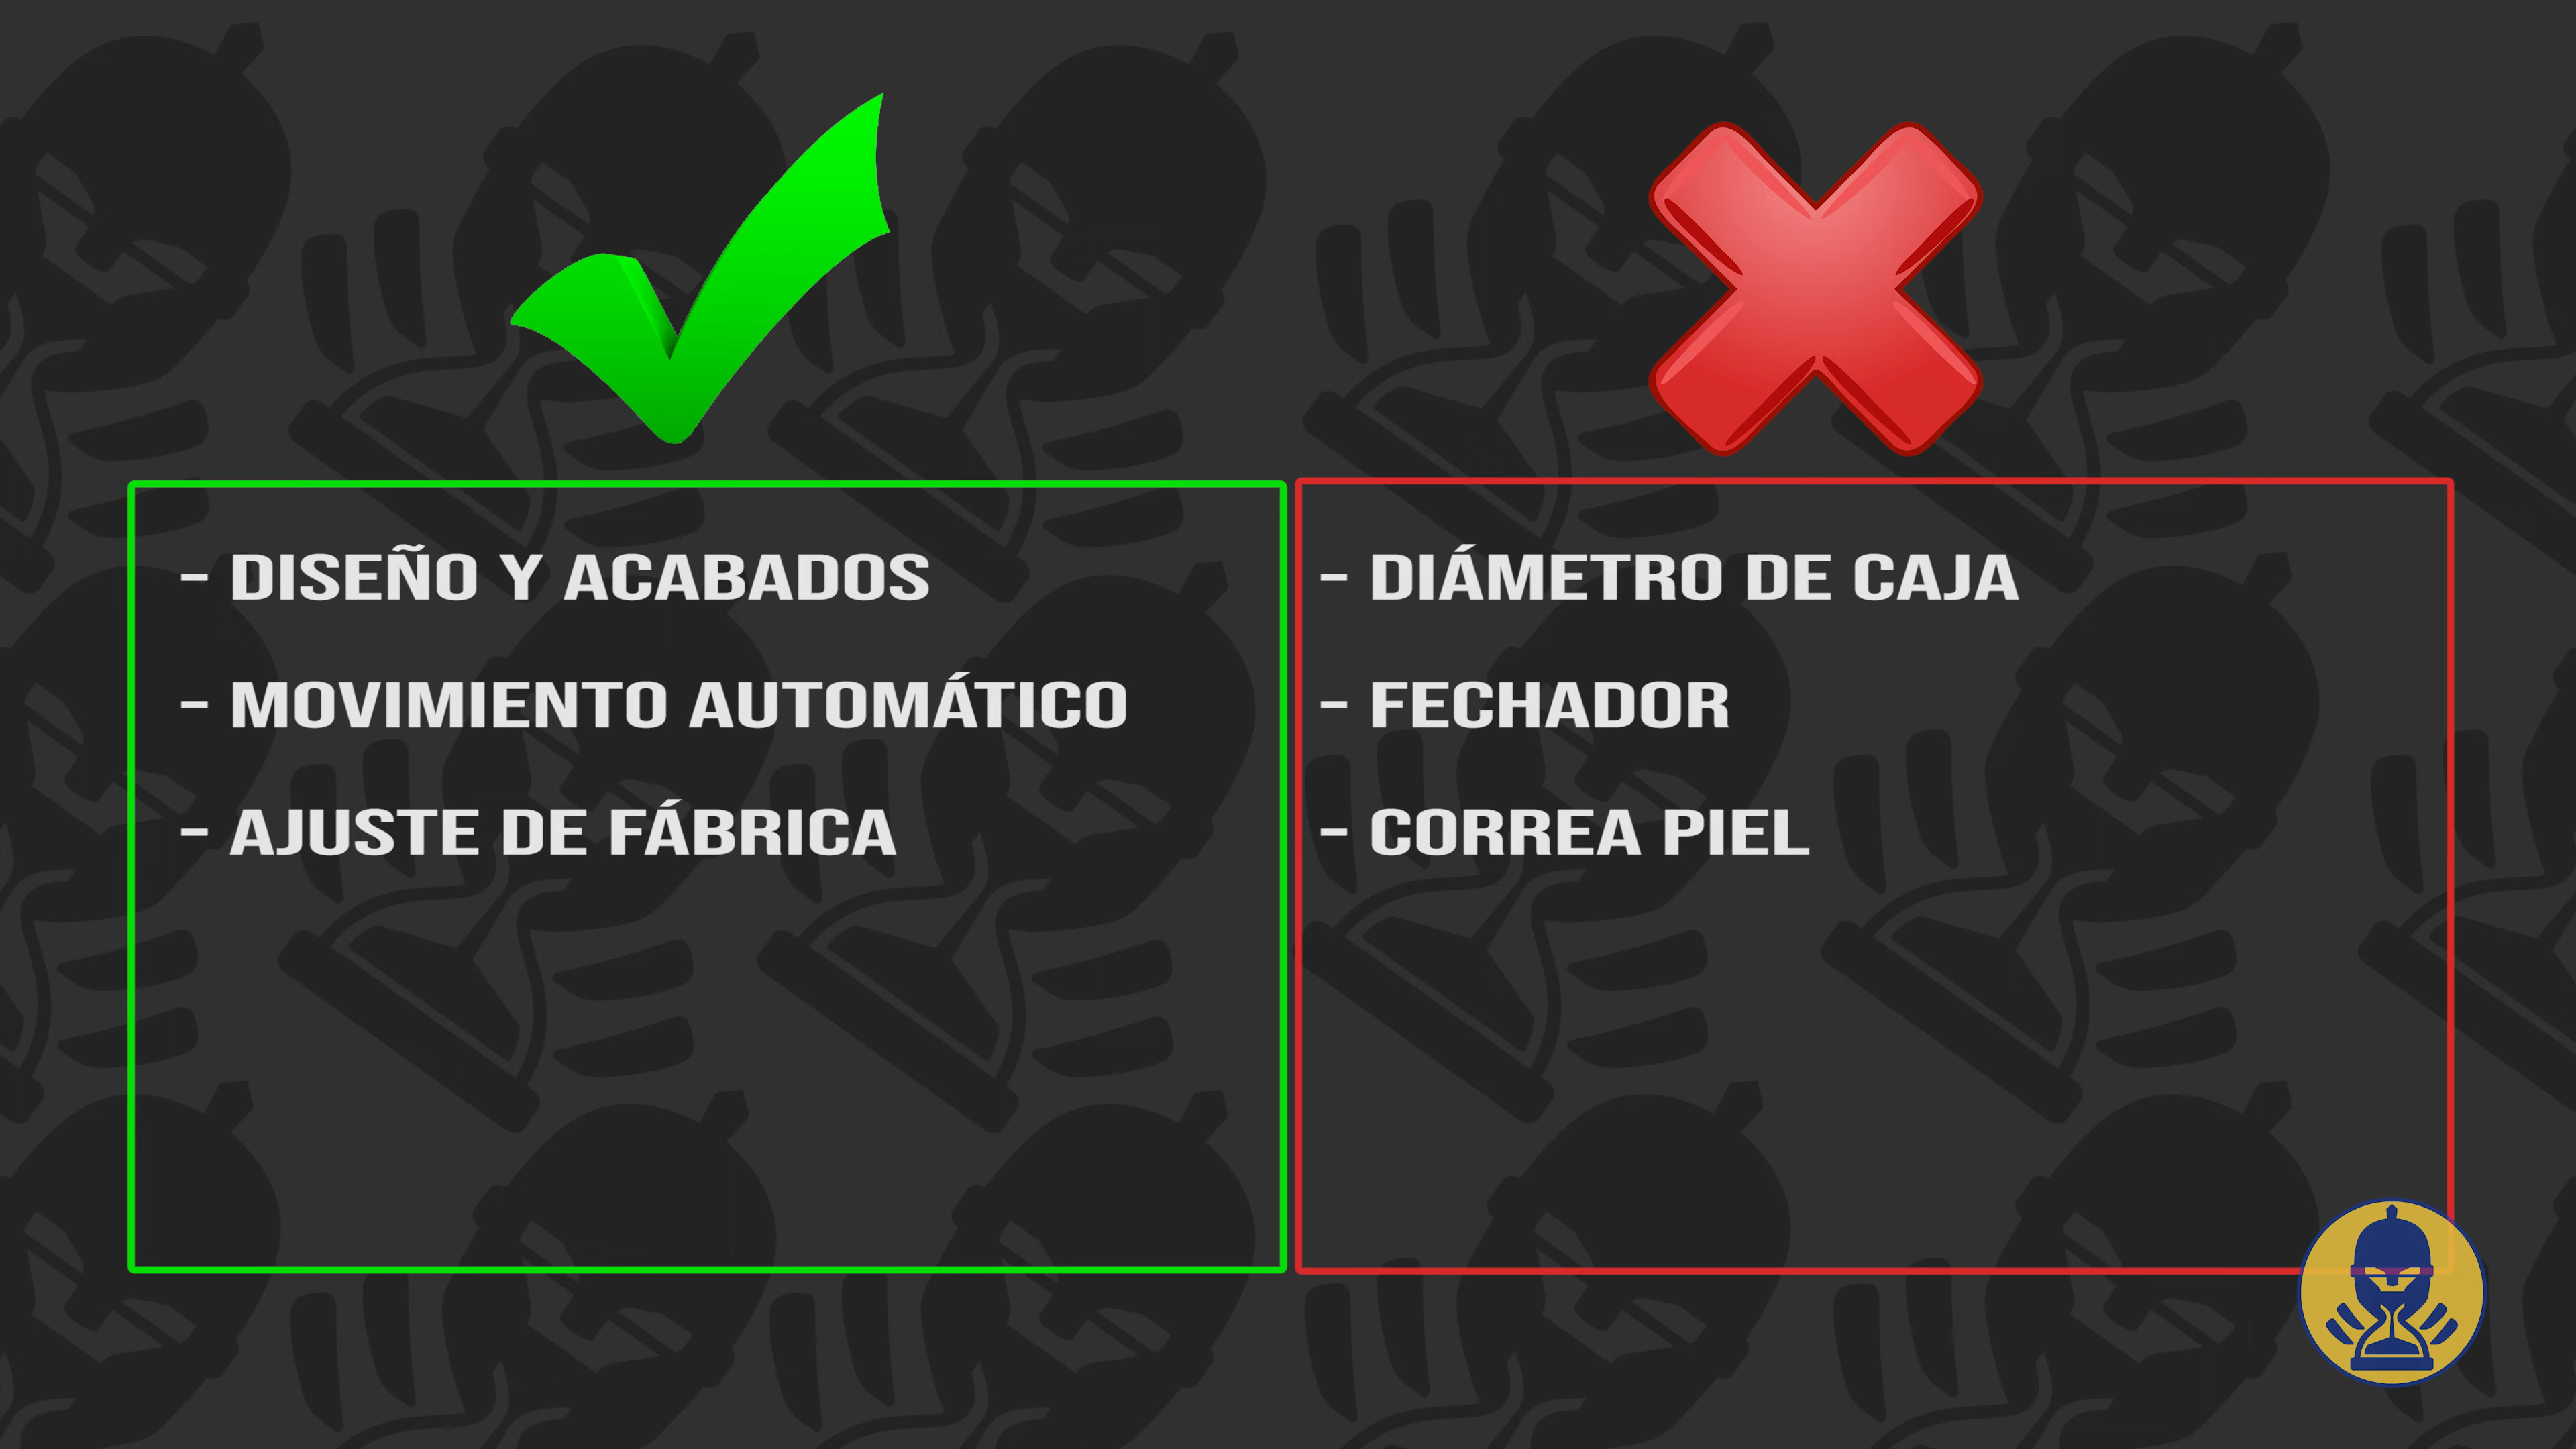 - DISEÑO Y ACABADOS
- MOVIMIENTO AUTOMÁTICO
- AJUSTE DE FÁBRICA
- DIÁMETRO DE CAJA
- FECHADOR
- CORREA PIEL